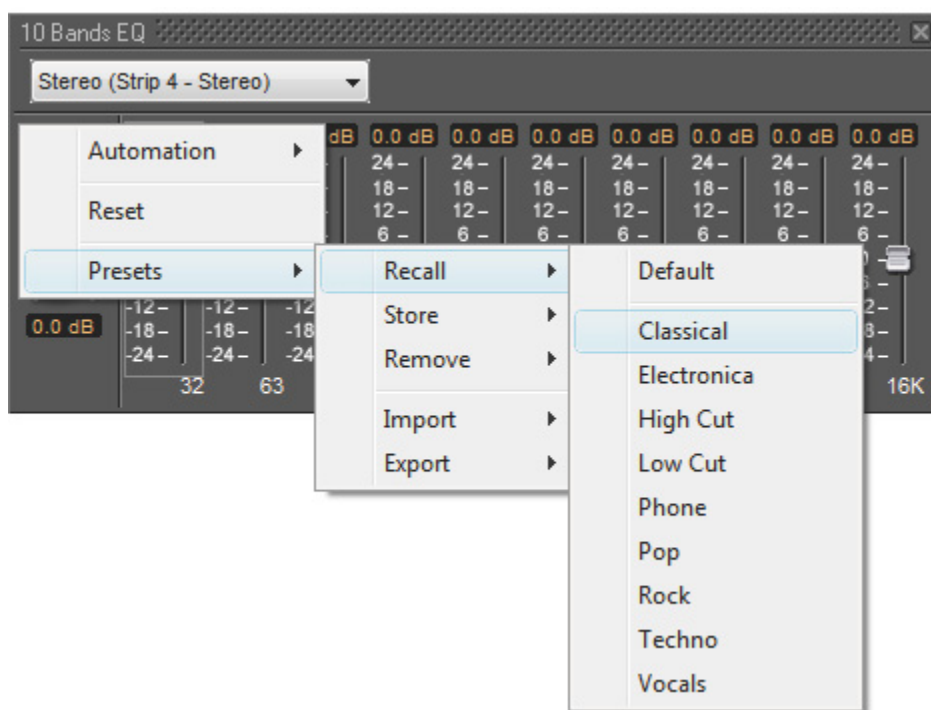 10 Bands EQ
Stereo (Strip 4 - Stereo)
dB 0.0 dB 0.0 dB 0.0 dB 0.0 dB 0.0 dB 0.0 dB 0.0 dB
Automation
24 – 24 – 24 – 24 – 24 – 24 – 24 –
18 – 18 – 18 – 18 – 18 – 18 – 18 –
Reset
12 – 12 – 12 – 12 – 12 – 12 – 12 –
6 – 6 – 6 – 6 – 6 – 6 – 6 –
Presets
Recall
Default
-12 – -12 – -12
Store
0.0 dB
-18 – -18 – -18
Classical
-24 – -24 – -24
Remove
Electronica
32 63
16K
Import
High Cut
Export
Low Cut
Phone
Pop
Rock
Techno
Vocals